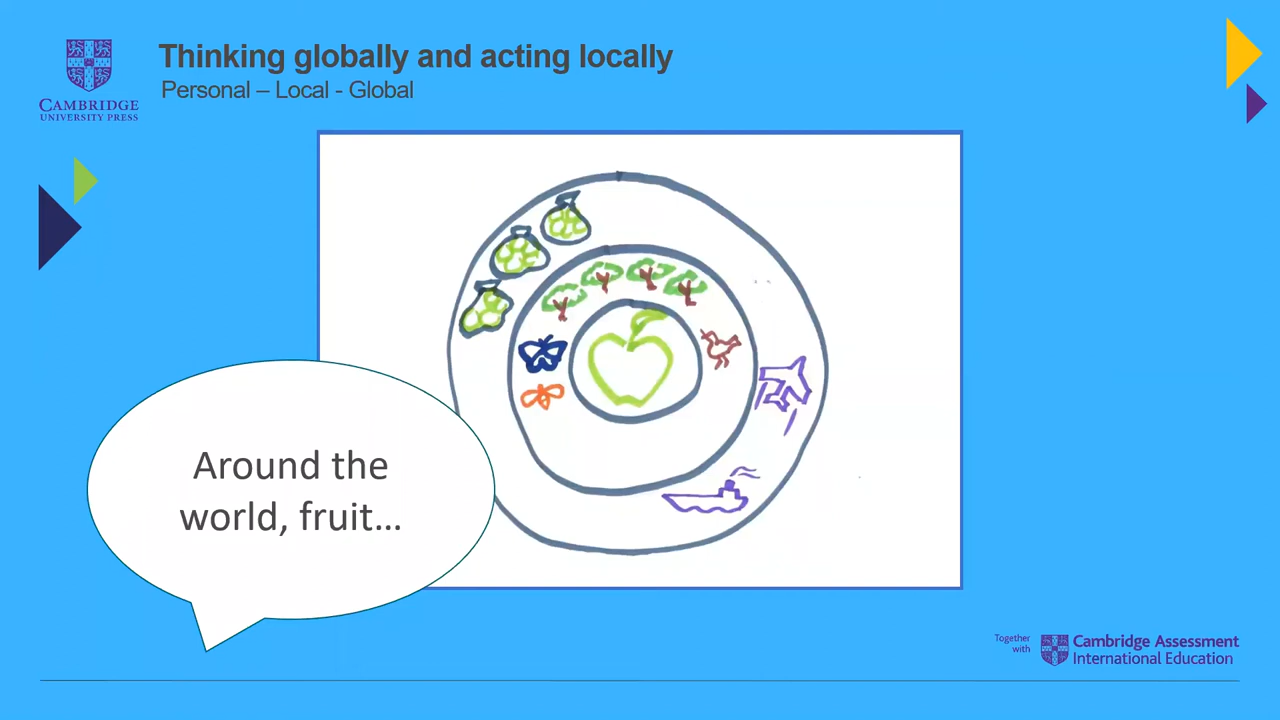 Thinking globally and acting locally
Personal – Local - Global
CAMBRIDGE
UNIVERSITY PRESS
Around the
world, fruit…
Together
with
Cambridge Assessment
International Education